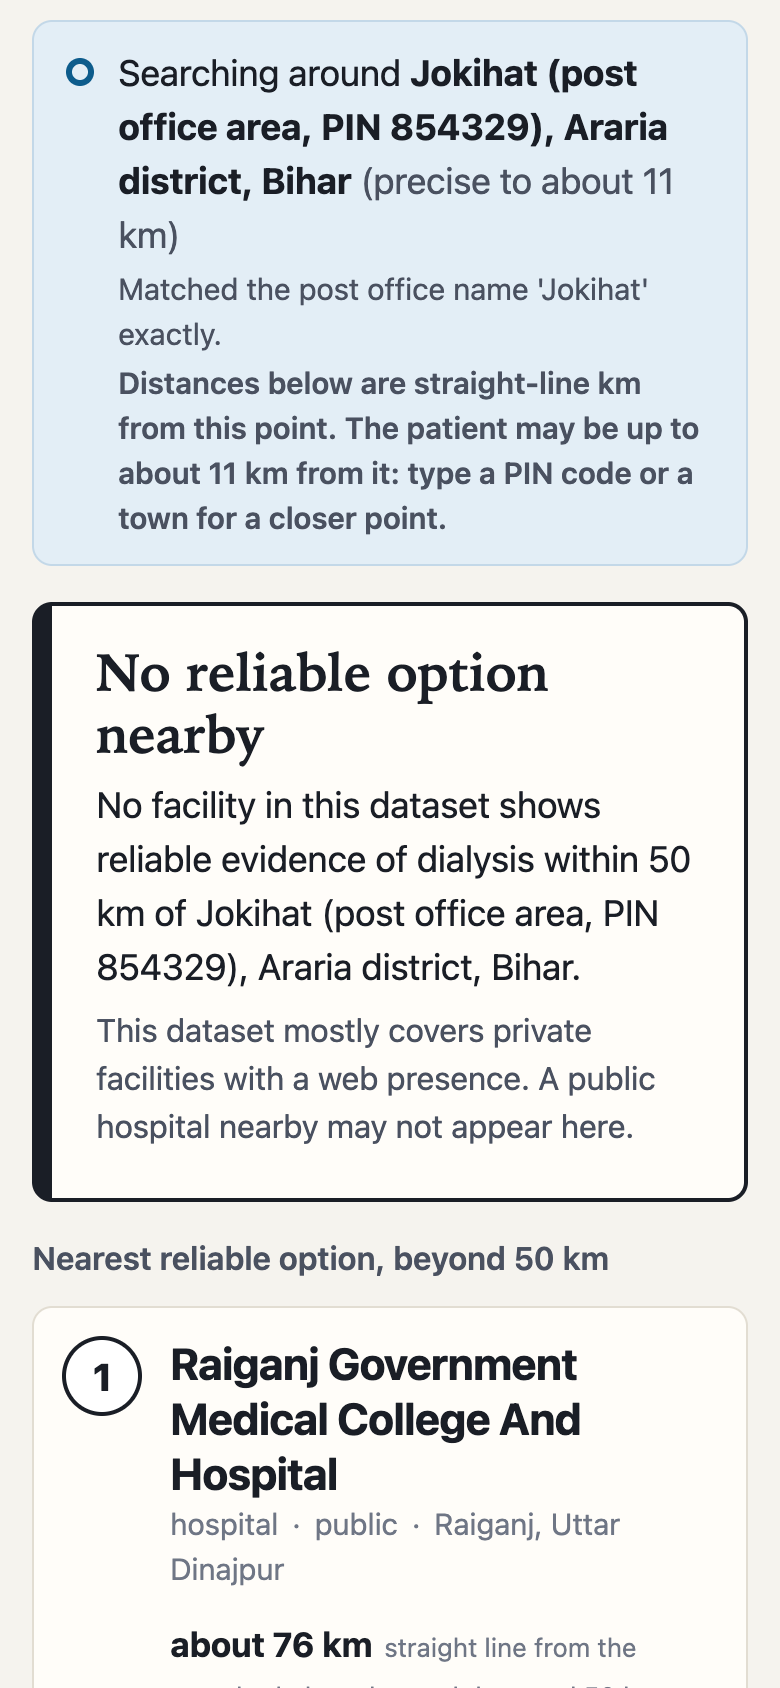 Searching around Jokihat (post
office area, PIN 854329), Araria
district, Bihar (precise to about 11
km)
Matched the post office name 'Jokihat'
exactly.
Distances below are straight-line km
from this point. The patient may be up to
about 11 km from it: type a PIN code or a
town for a closer point.
No reliable option
nearby
No facility in this dataset shows
reliable evidence of dialysis within 50
km of Jokihat (post office area, PIN
854329), Araria district, Bihar.
This dataset mostly covers private
facilities with a web presence. A public
hospital nearby may not appear here.
Nearest reliable option, beyond 50 km
1
Raiganj Government
Medical College And
Hospital
hospital · public · Raiganj, Uttar
Dinajpur
about 76 km straight line from the